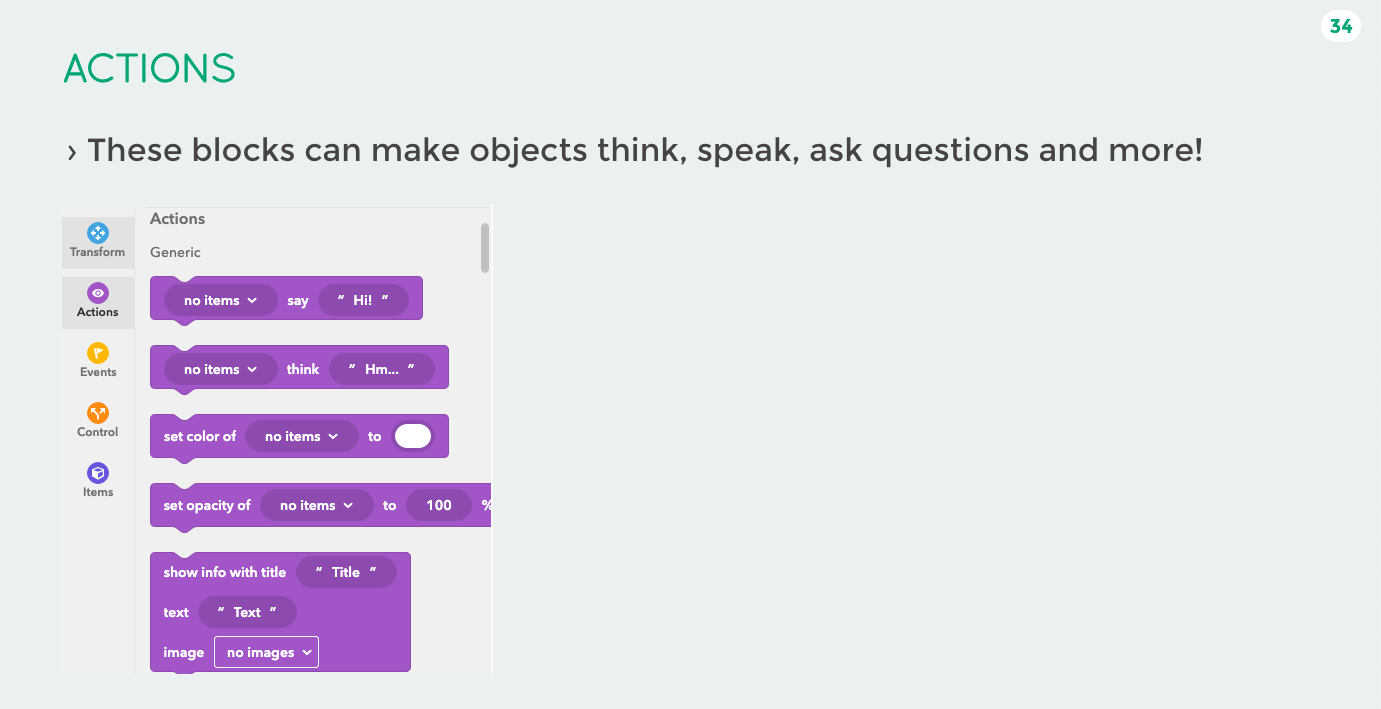 34
ACTIONS
› These blocks can make objects think, speak, ask questions and more!
Transform
Actions
Events
Control
Items
Actions
Generic
no items say “ Hi! ”
no items think “ Hm... ”
set color of no items to
set opacity of no items to 100 %
show info with title “ Title ”
text “ Text ”
image no images